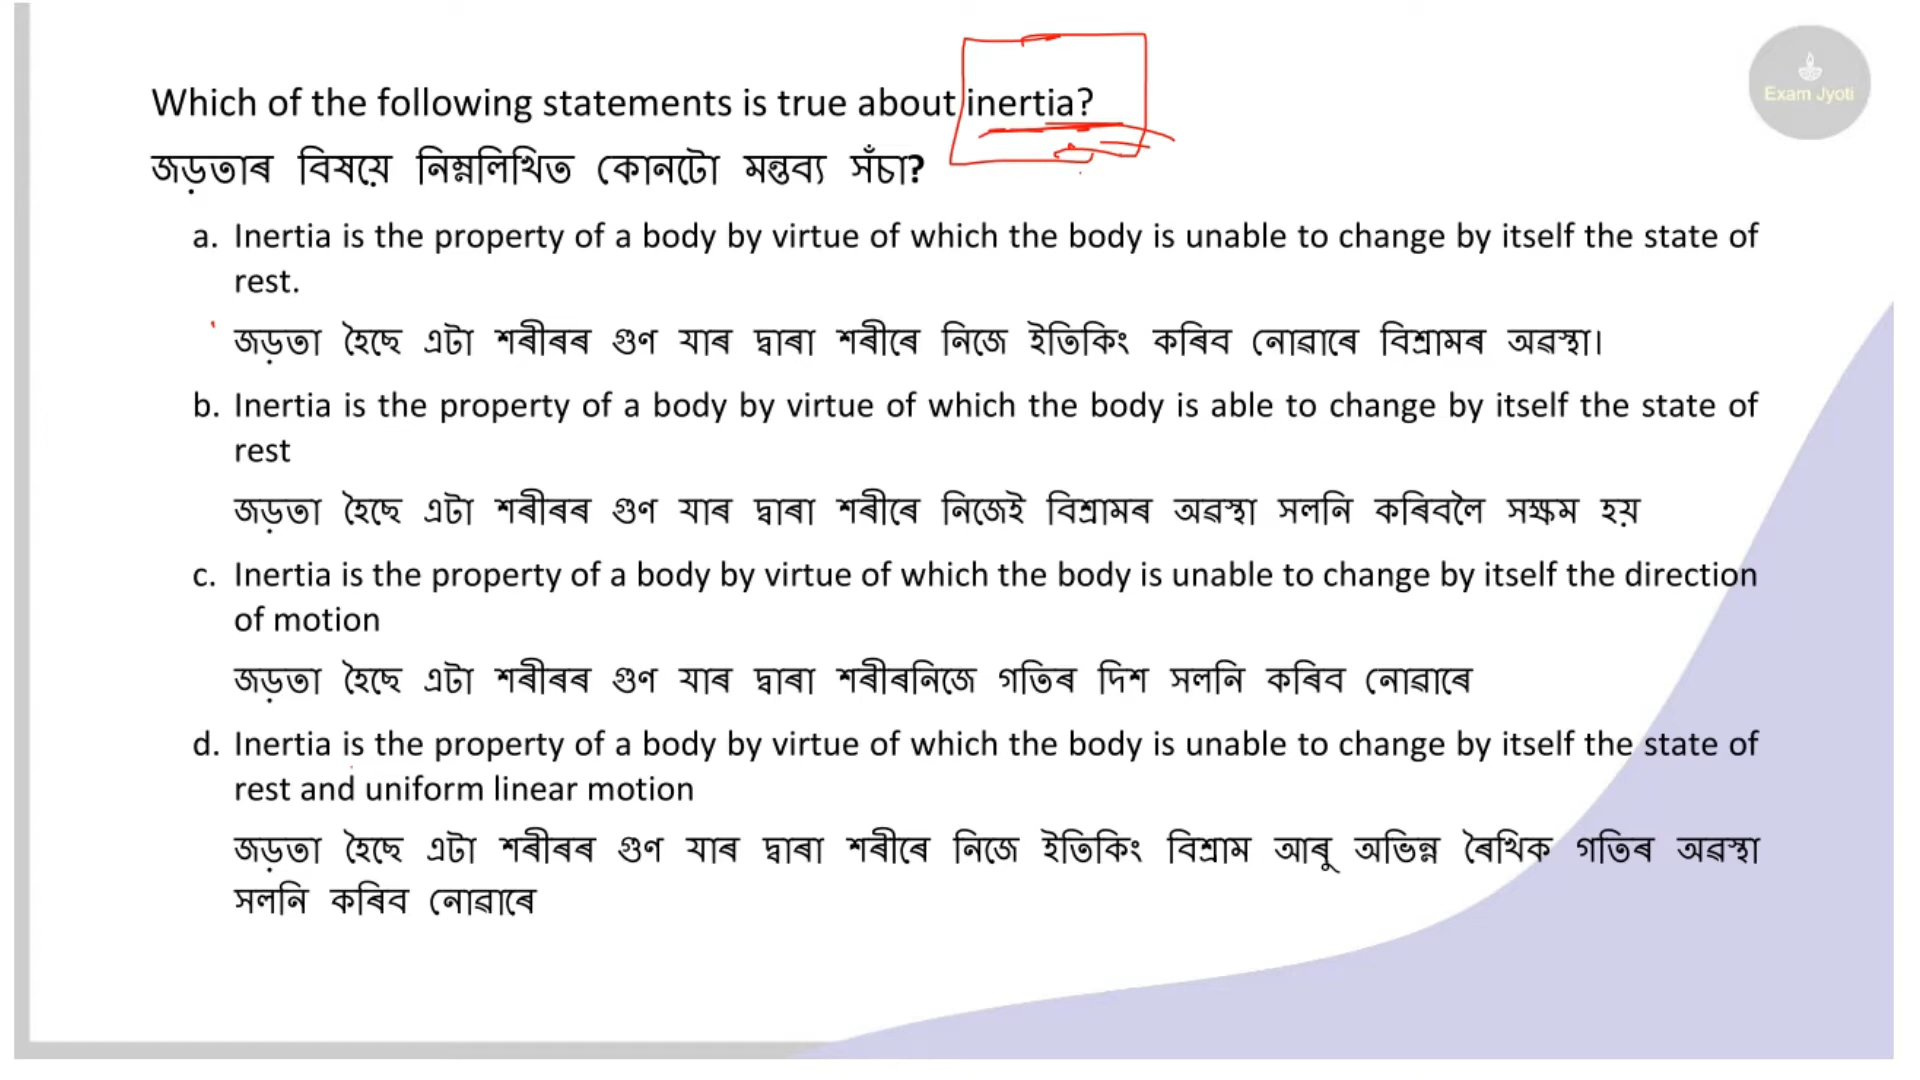 Exam Jyoti
Which of the following statements is true about inertia?
জড়তাৰ বিষয়ে নিম্নলিখিত কোনটো মন্তব্য সঁচা?
a. Inertia is the property of a body by virtue of which the body is unable to change by itself the state of
rest.
জড়তা হৈছে এটা শৰীৰৰ গুণ যাৰ দ্বাৰা শৰীৰে নিজে ইতিকিং কৰিব নোৱাৰে বিশ্ৰামৰ অৱস্থা।
b. Inertia is the property of a body by virtue of which the body is able to change by itself the state of
rest
জড়তা হৈছে এটা শৰীৰৰ গুণ যাৰ দ্বাৰা শৰীৰে নিজেই বিশ্ৰামৰ অৱস্থা সলনি কৰিবলৈ সক্ষম হয়
c. Inertia is the property of a body by virtue of which the body is unable to change by itself the direction
of motion
জড়তা হৈছে এটা শৰীৰৰ গুণ যাৰ দ্বাৰা শৰীৰনিজে গতিৰ দিশ সলনি কৰিব নোৱাৰে
d. Inertia is the property of a body by virtue of which the body is unable to change by itself the state of
rest and uniform linear motion
জড়তা হৈছে এটা শৰীৰৰ গুণ যাৰ দ্বাৰা শৰীৰে নিজে ইতিকিং বিশ্ৰাম আৰু অভিন্ন ৰৈখিক গতিৰ অৱস্থা
সলনি কৰিব নোৱাৰে